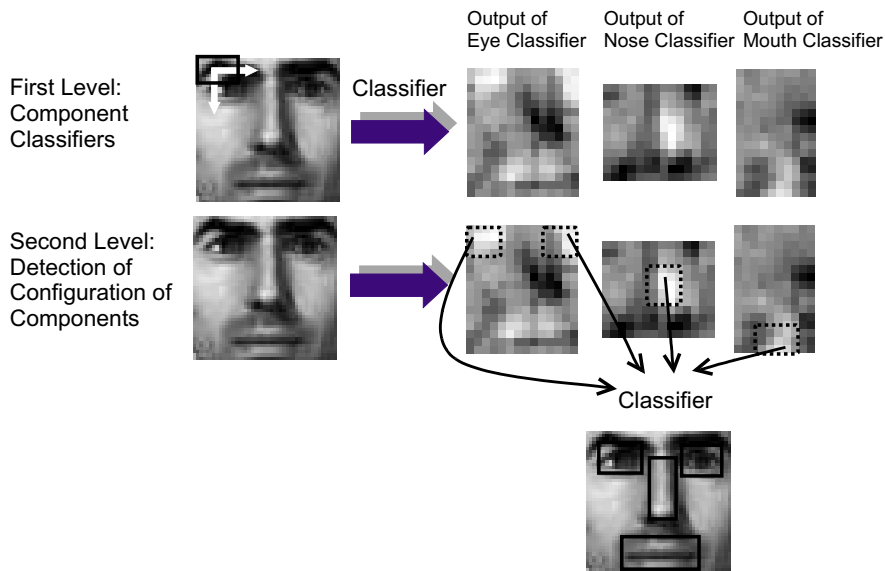 Output of
Eye Classifier
Output of
Nose Classifier
Output of
Mouth Classifier
First Level:
Component
Classifiers
Classifier
Second Level:
Detection of
Configuration of
Components
Classifier